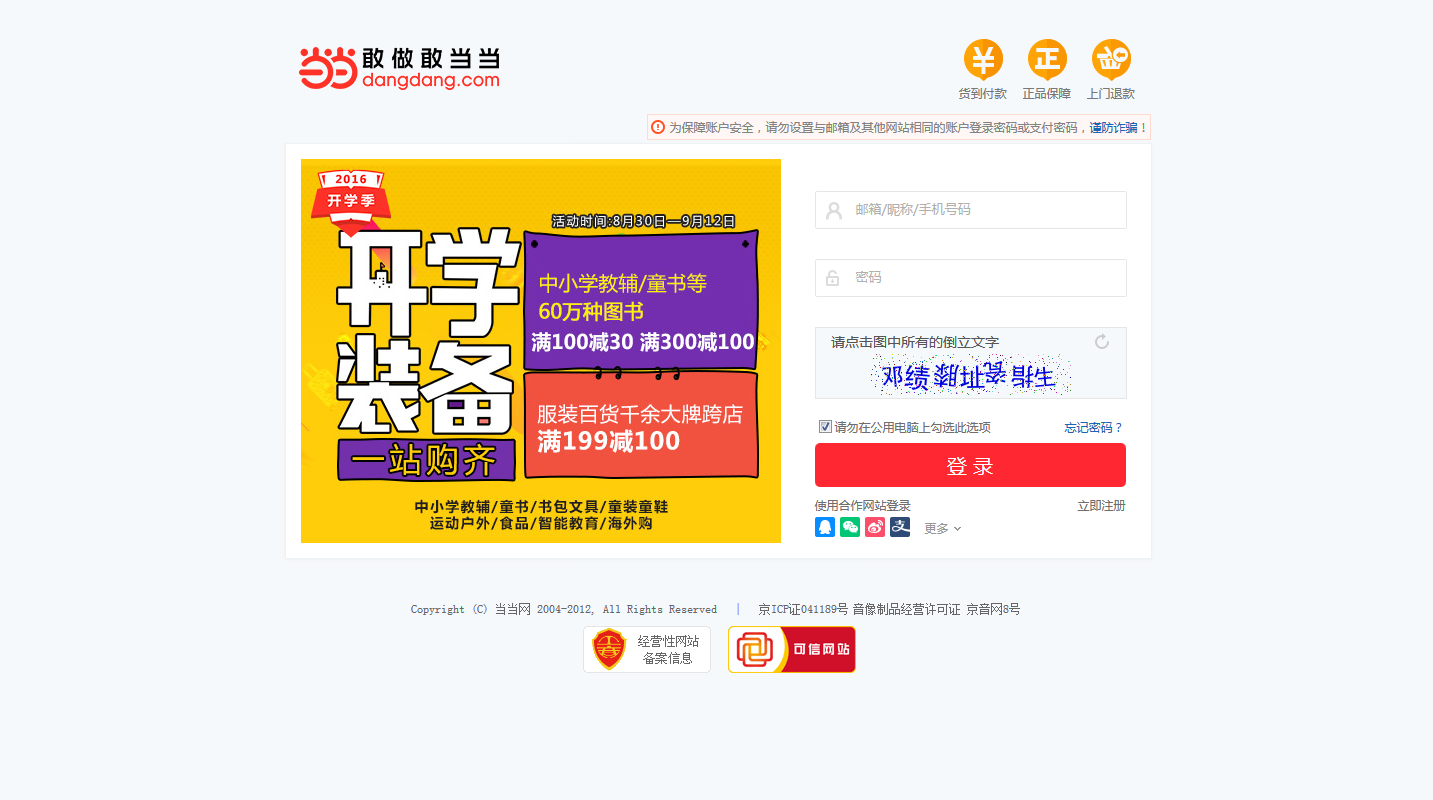 敢做敢当当
dangdang.com
货到付款
正品保障
上门退款
为保障账户安全，请勿设置与邮箱及其他网站相同的账户登录密码或支付密码，谨防诈骗！
2016
开学季
活动时间:8月30日—9月12日
开学
装备
一站购齐
中小学教辅/童书等
60万种图书
满100减30 满300减100
服装百货千余大牌跨店
满199减100
中小学教辅/童书/书包文具/童装童鞋
运动户外/食品/智能教育/海外购
邮箱/昵称/手机号码
密码
请点击图中所有的倒立文字
请勿在公用电脑上勾选此选项
忘记密码？
登 录
使用合作网站登录
立即注册
更多
Copyright (C) 当当网 2004-2012, All Rights Reserved | 京ICP证041189号 音像制品经营许可证 京音网8号
经营性网站
备案信息
可信网站